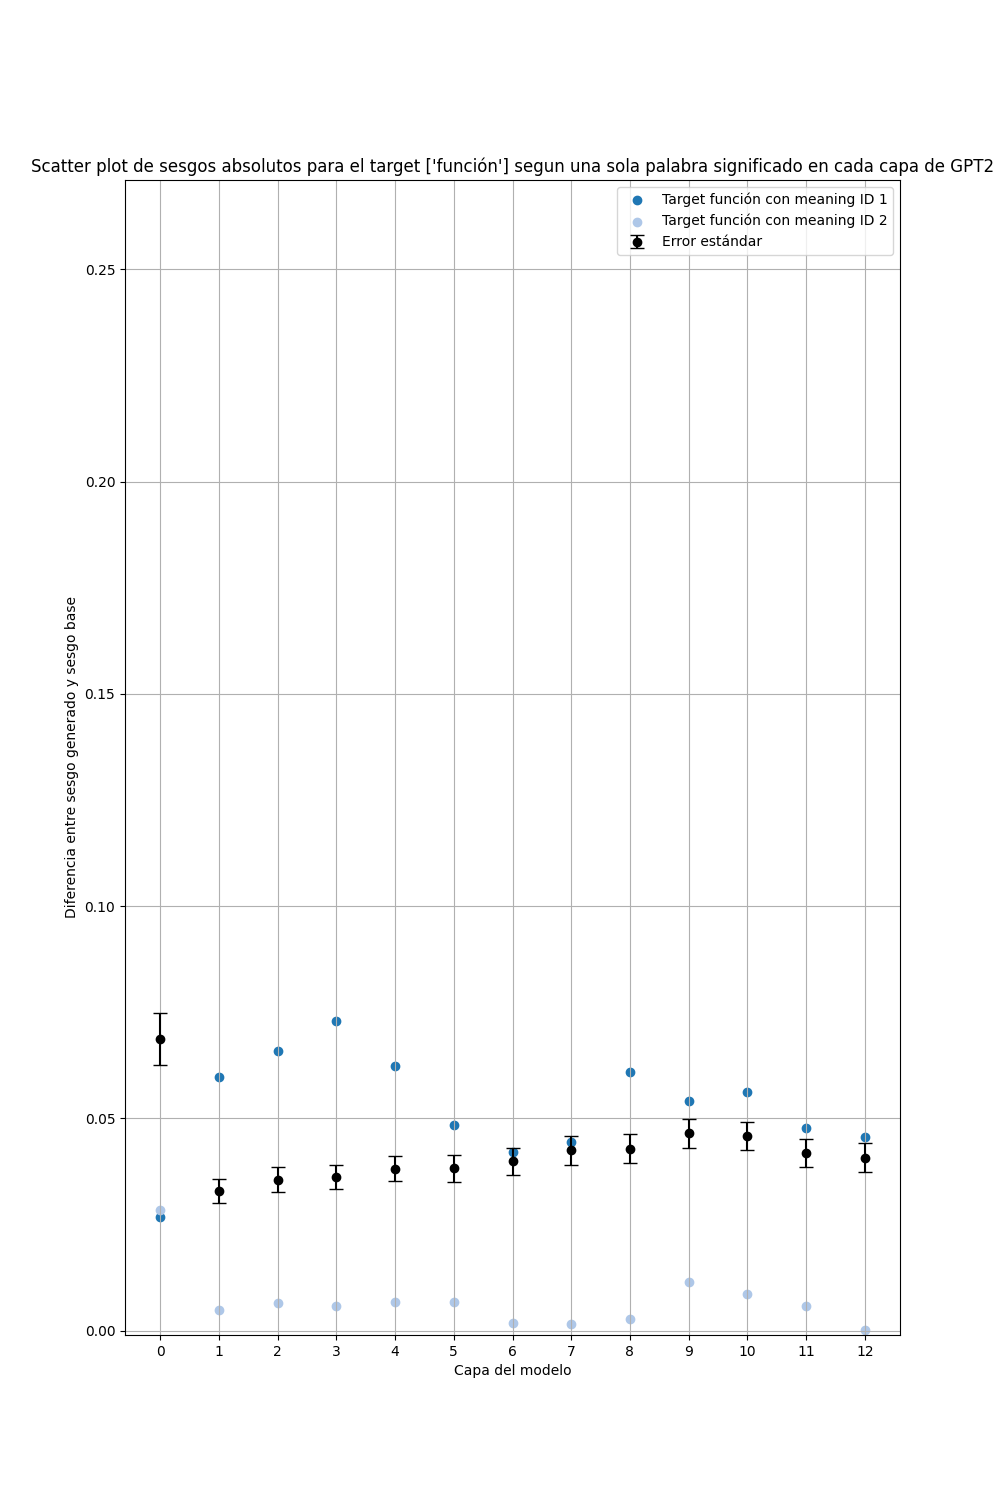 Scatter plot de sesgos absolutos para el target ['función'] segun una sola palabra significado en cada capa de GPT2
Target función con meaning ID 1
Target función con meaning ID 2
Error estándar
Diferencia entre sesgo generado y sesgo base
0.25
0.20
0.15
0.10
0.05
0.00
0 1 2 3 4 5 6 7 8 9 10 11 12
Capa del modelo